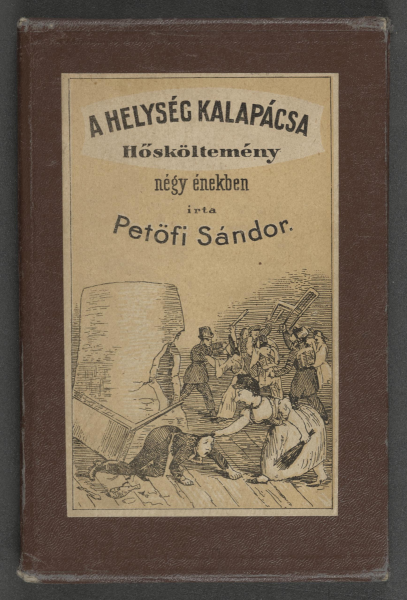 A HELYSÉG KALAPÁCSA
Hősköltemény
négy énekben
irta
Petőfi Sándor.